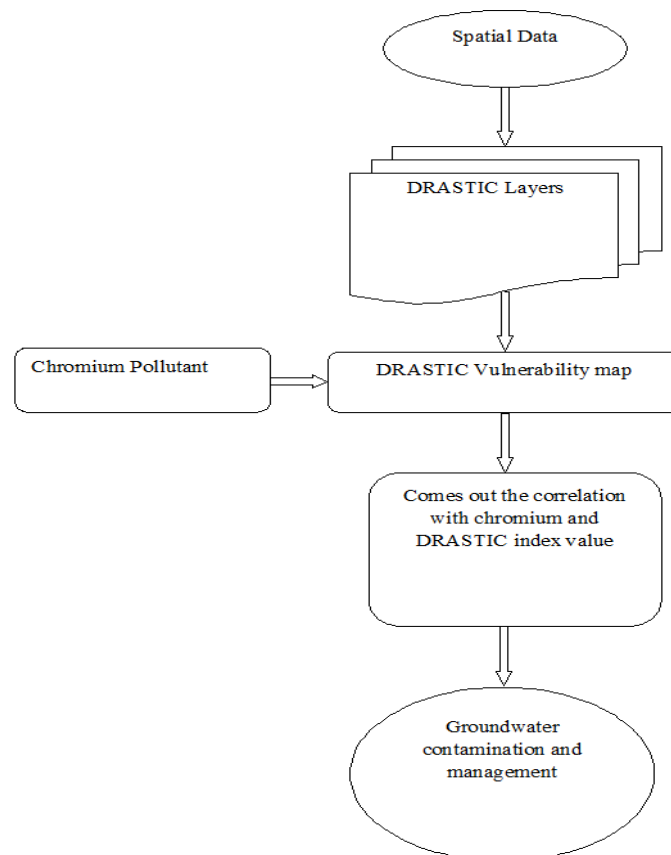 Spatial Data
DRASTIC Layers
Chromium Pollutant
DRASTIC Vulnerability map
Comes out the correlation
with chromium and
DRASTIC index value
Groundwater
contamination and
management